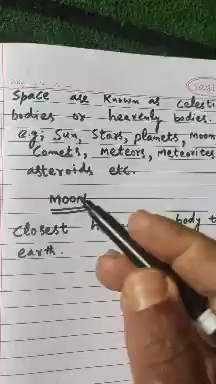 Space are known as celesti
bodies or heavenly bodies.
e.g; Sun, Stars, planets, Moon
Comets, meteors, meteorites
asteroids etc.
Moon
closest body t
earth.